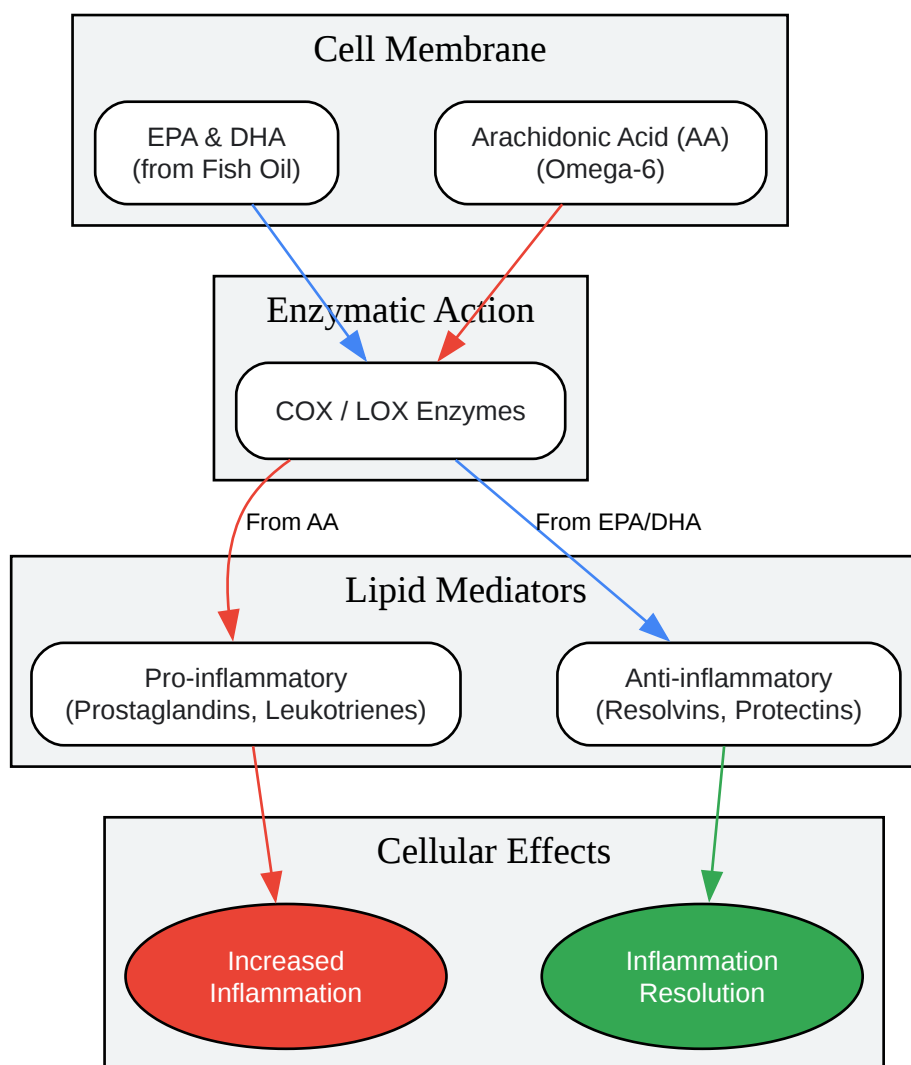 Cell Membrane
EPA & DHA
(from Fish Oil)
Arachidonic Acid (AA)
(Omega-6)
Enzymatic Action
COX / LOX Enzymes
From AA
From EPA/DHA
Lipid Mediators
Pro-inflammatory
(Prostaglandins, Leukotrienes)
Anti-inflammatory
(Resolvins, Protectins)
Cellular Effects
Increased
Inflammation
Inflammation
Resolution